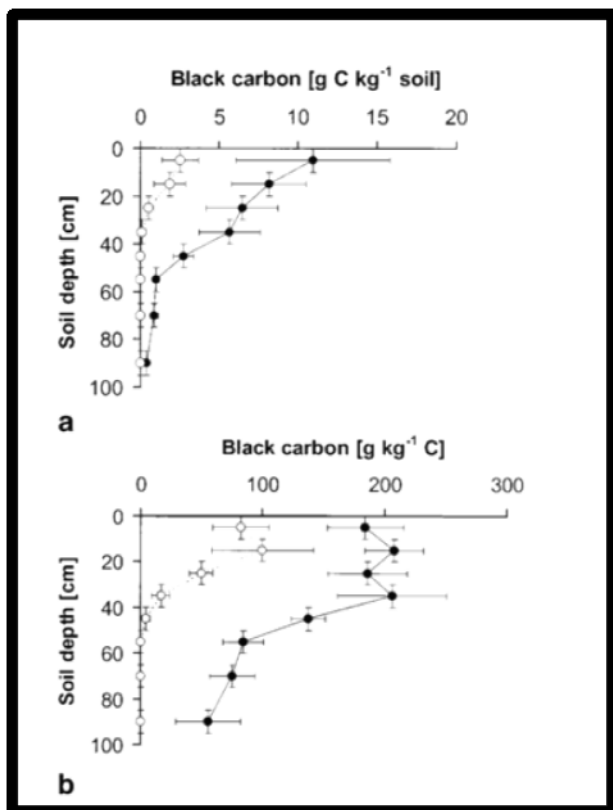 Black carbon [g C kg⁻¹ soil]
0 5 10 15 20
Soil depth [cm]
0
20
40
60
80
100
a
Black carbon [g kg⁻¹ C]
0 100 200 300
Soil depth [cm]
0
20
40
60
80
100
b